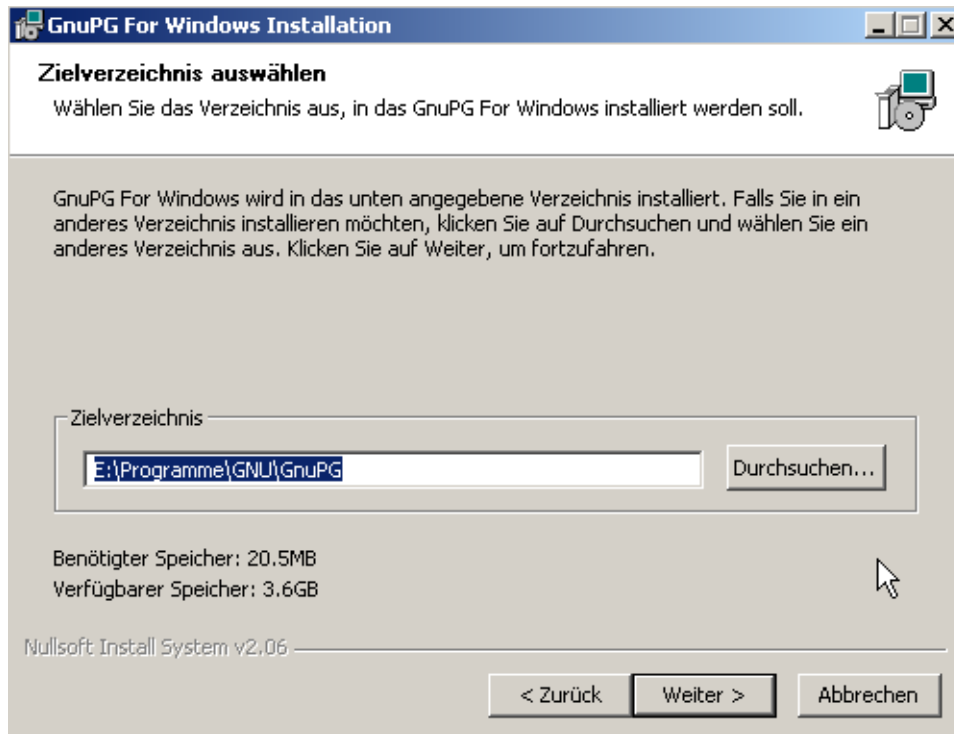 GnuPG For Windows Installation
Zielverzeichnis auswählen
Wählen Sie das Verzeichnis aus, in das GnuPG For Windows installiert werden soll.
GnuPG For Windows wird in das unten angegebene Verzeichnis installiert. Falls Sie in ein
anderes Verzeichnis installieren möchten, klicken Sie auf Durchsuchen und wählen Sie ein
anderes Verzeichnis aus. Klicken Sie auf Weiter, um fortzufahren.
Zielverzeichnis
E:\Programme\GNU\GnuPG
Durchsuchen...
Benötigter Speicher: 20.5MB
Verfügbarer Speicher: 3.6GB
Nullsoft Install System v2.06
< Zurück
Weiter >
Abbrechen